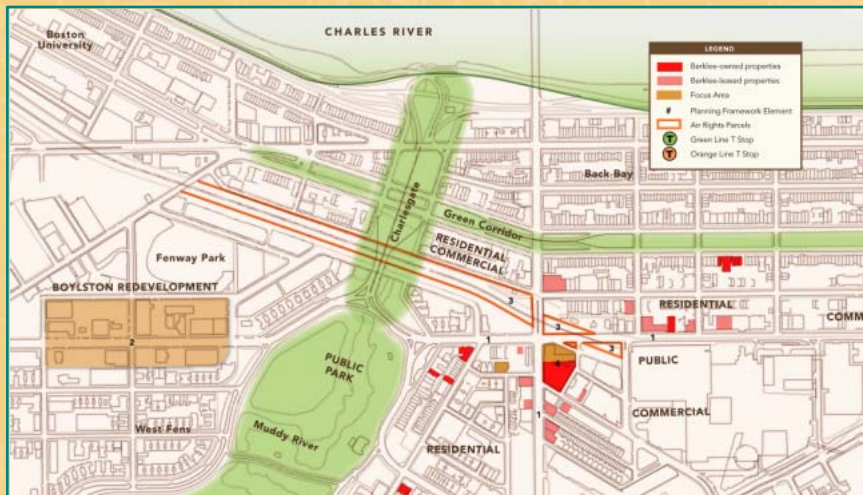 Boston
University
CHARLES RIVER
LEGEND
Berklee-owned properties
Berklee-leased properties
Focus Area
# Planning Framework Element
Air Rights Parcels
T Green Line T Stop
T Orange Line T Stop
Back Bay
Charlesgate
Green Corridor
RESIDENTIAL
COMMERCIAL
Fenway Park
BOYLSTON REDEVELOPMENT
3
3
RESIDENTIAL
COMM
2
1
3
1
PUBLIC
PARK
4
PUBLIC
West Fens
Muddy River
1
COMMERCIAL
RESIDENTIAL